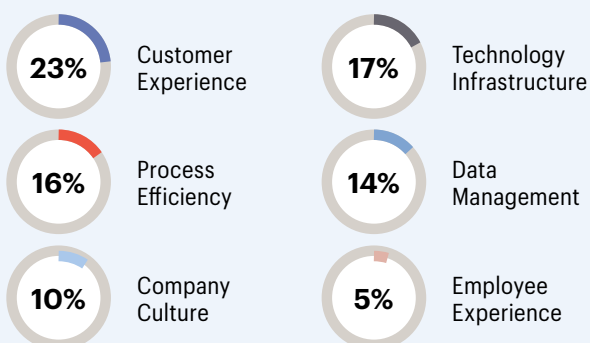 23%
Customer
Experience
17%
Technology
Infrastructure
16%
Process
Efficiency
14%
Data
Management
10%
Company
Culture
5%
Employee
Experience